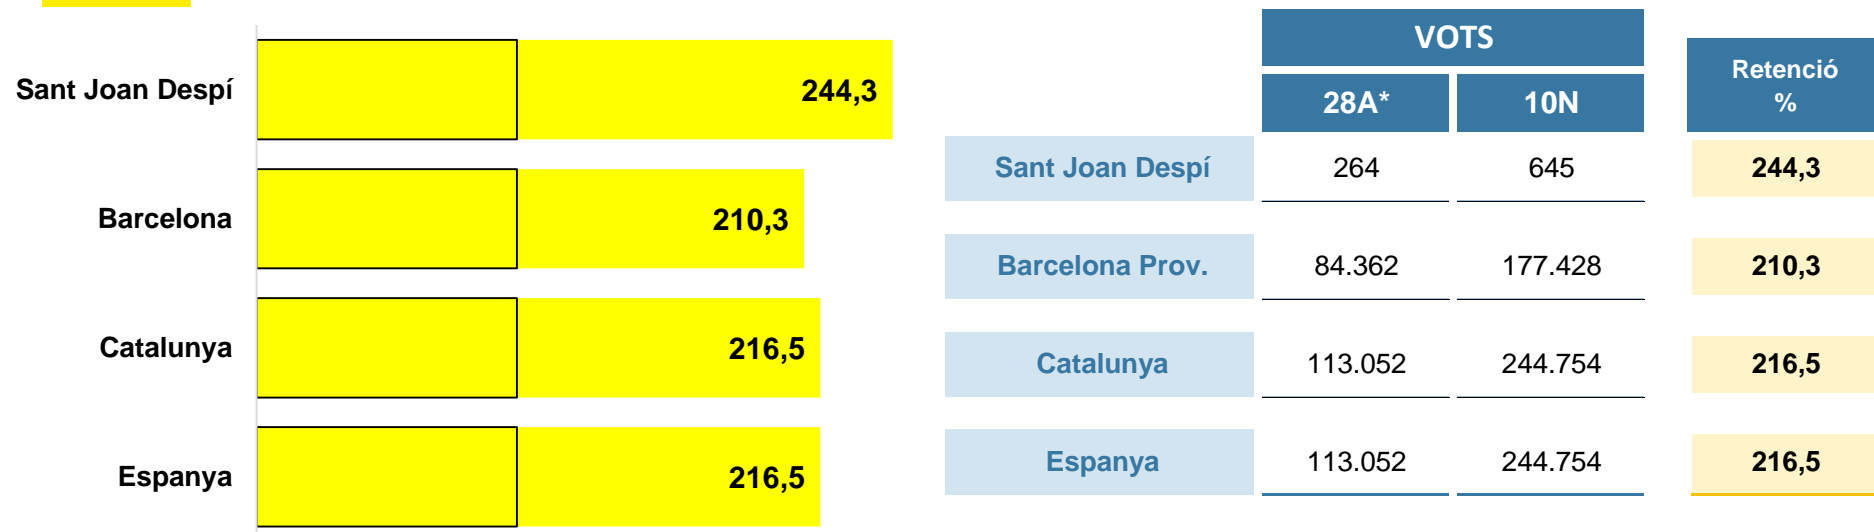 Sant Joan Despí 244,3
Barcelona 210,3
Catalunya 216,5
Espanya 216,5
VOTS
28A* 10N
Retenció
%
Sant Joan Despí 264 645 244,3
Barcelona Prov. 84.362 177.428 210,3
Catalunya 113.052 244.754 216,5
Espanya 113.052 244.754 216,5